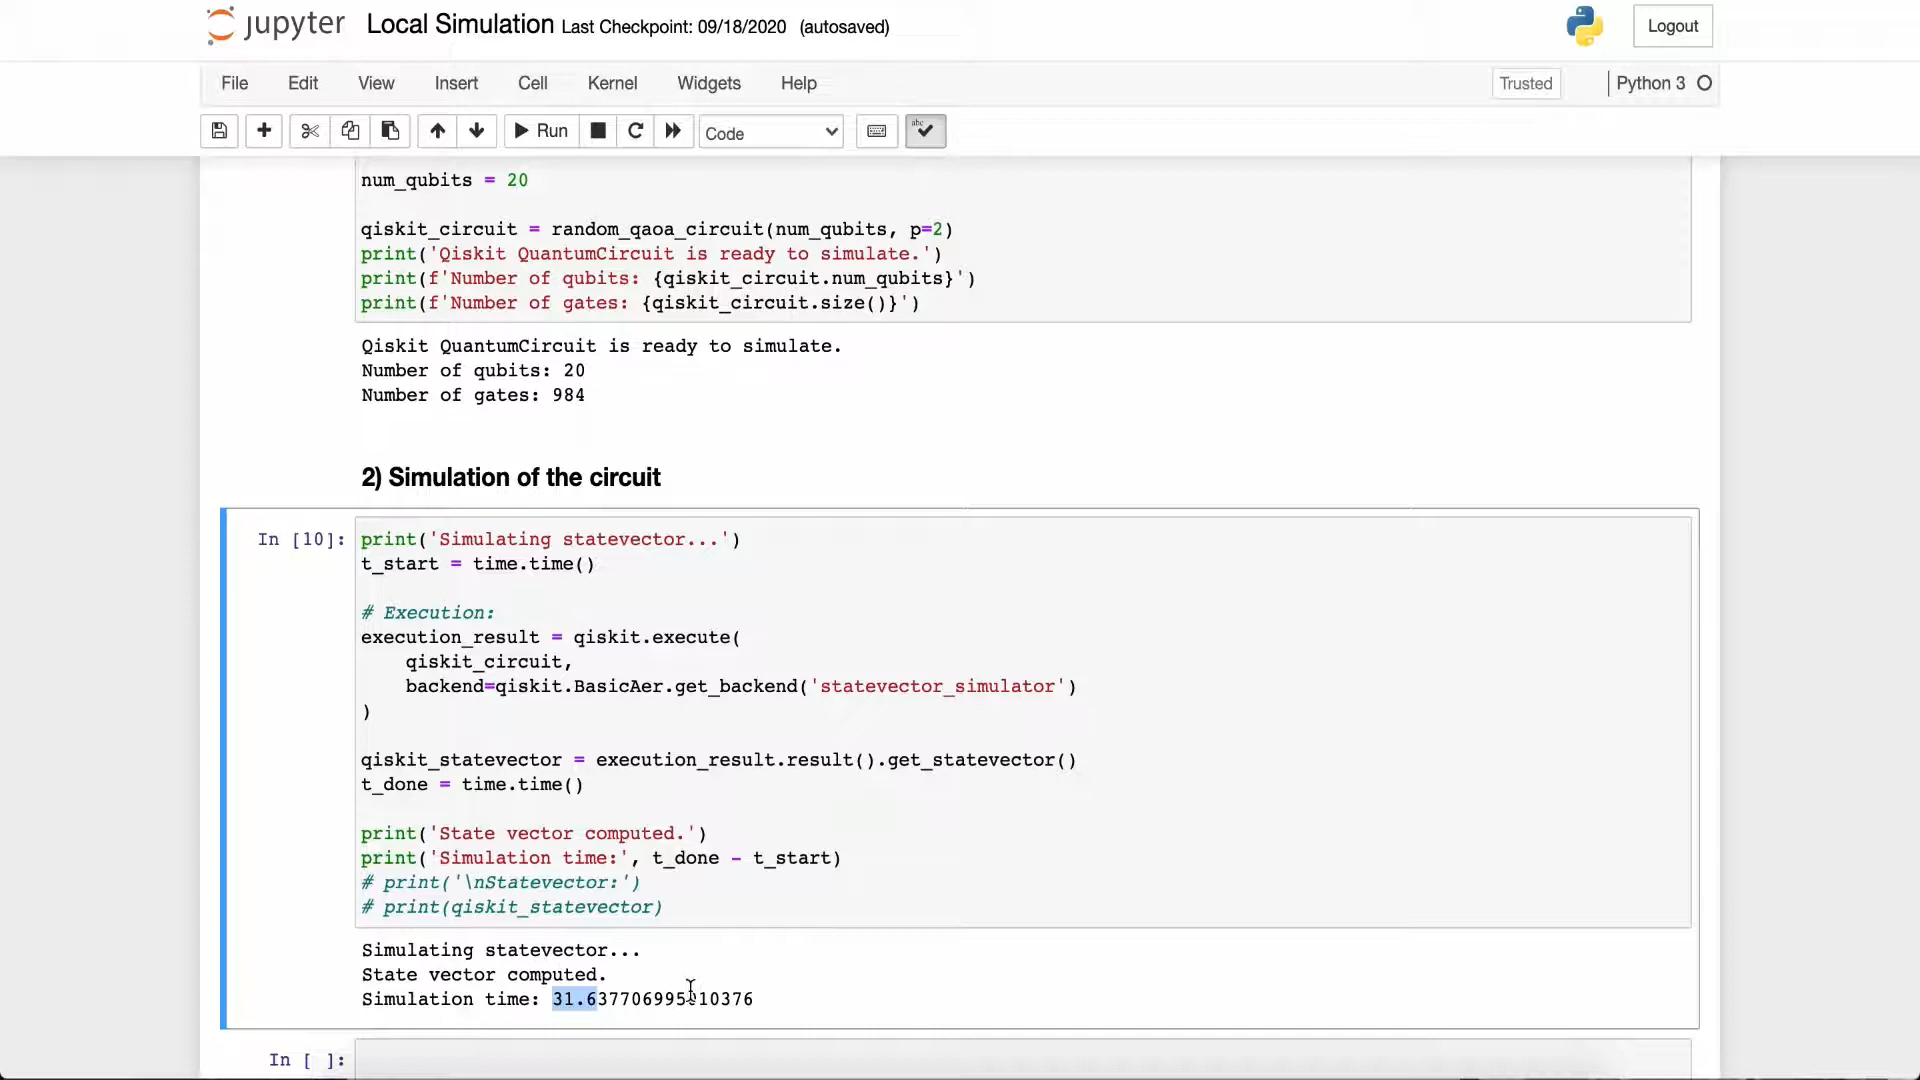 jupyter Local Simulation Last Checkpoint: 09/18/2020 (autosaved) Logout
File Edit View Insert Cell Kernel Widgets Help Trusted Python 3
Run Code abc
num_qubits = 20
qiskit_circuit = random_qaoa_circuit(num_qubits, p=2)
print('Qiskit QuantumCircuit is ready to simulate.')
print(f'Number of qubits: {qiskit_circuit.num_qubits}')
print(f'Number of gates: {qiskit_circuit.size()}')
Qiskit QuantumCircuit is ready to simulate.
Number of qubits: 20
Number of gates: 984
2) Simulation of the circuit
In [10]: print('Simulating statevector...')
t_start = time.time()
# Execution:
execution_result = qiskit.execute(
qiskit_circuit,
backend=qiskit.BasicAer.get_backend('statevector_simulator')
)
qiskit_statevector = execution_result.result().get_statevector()
t_done = time.time()
print('State vector computed.')
print('Simulation time:', t_done - t_start)
# print('\nStatevector:')
# print(qiskit_statevector)
Simulating statevector...
State vector computed.
Simulation time:
In [ ]: